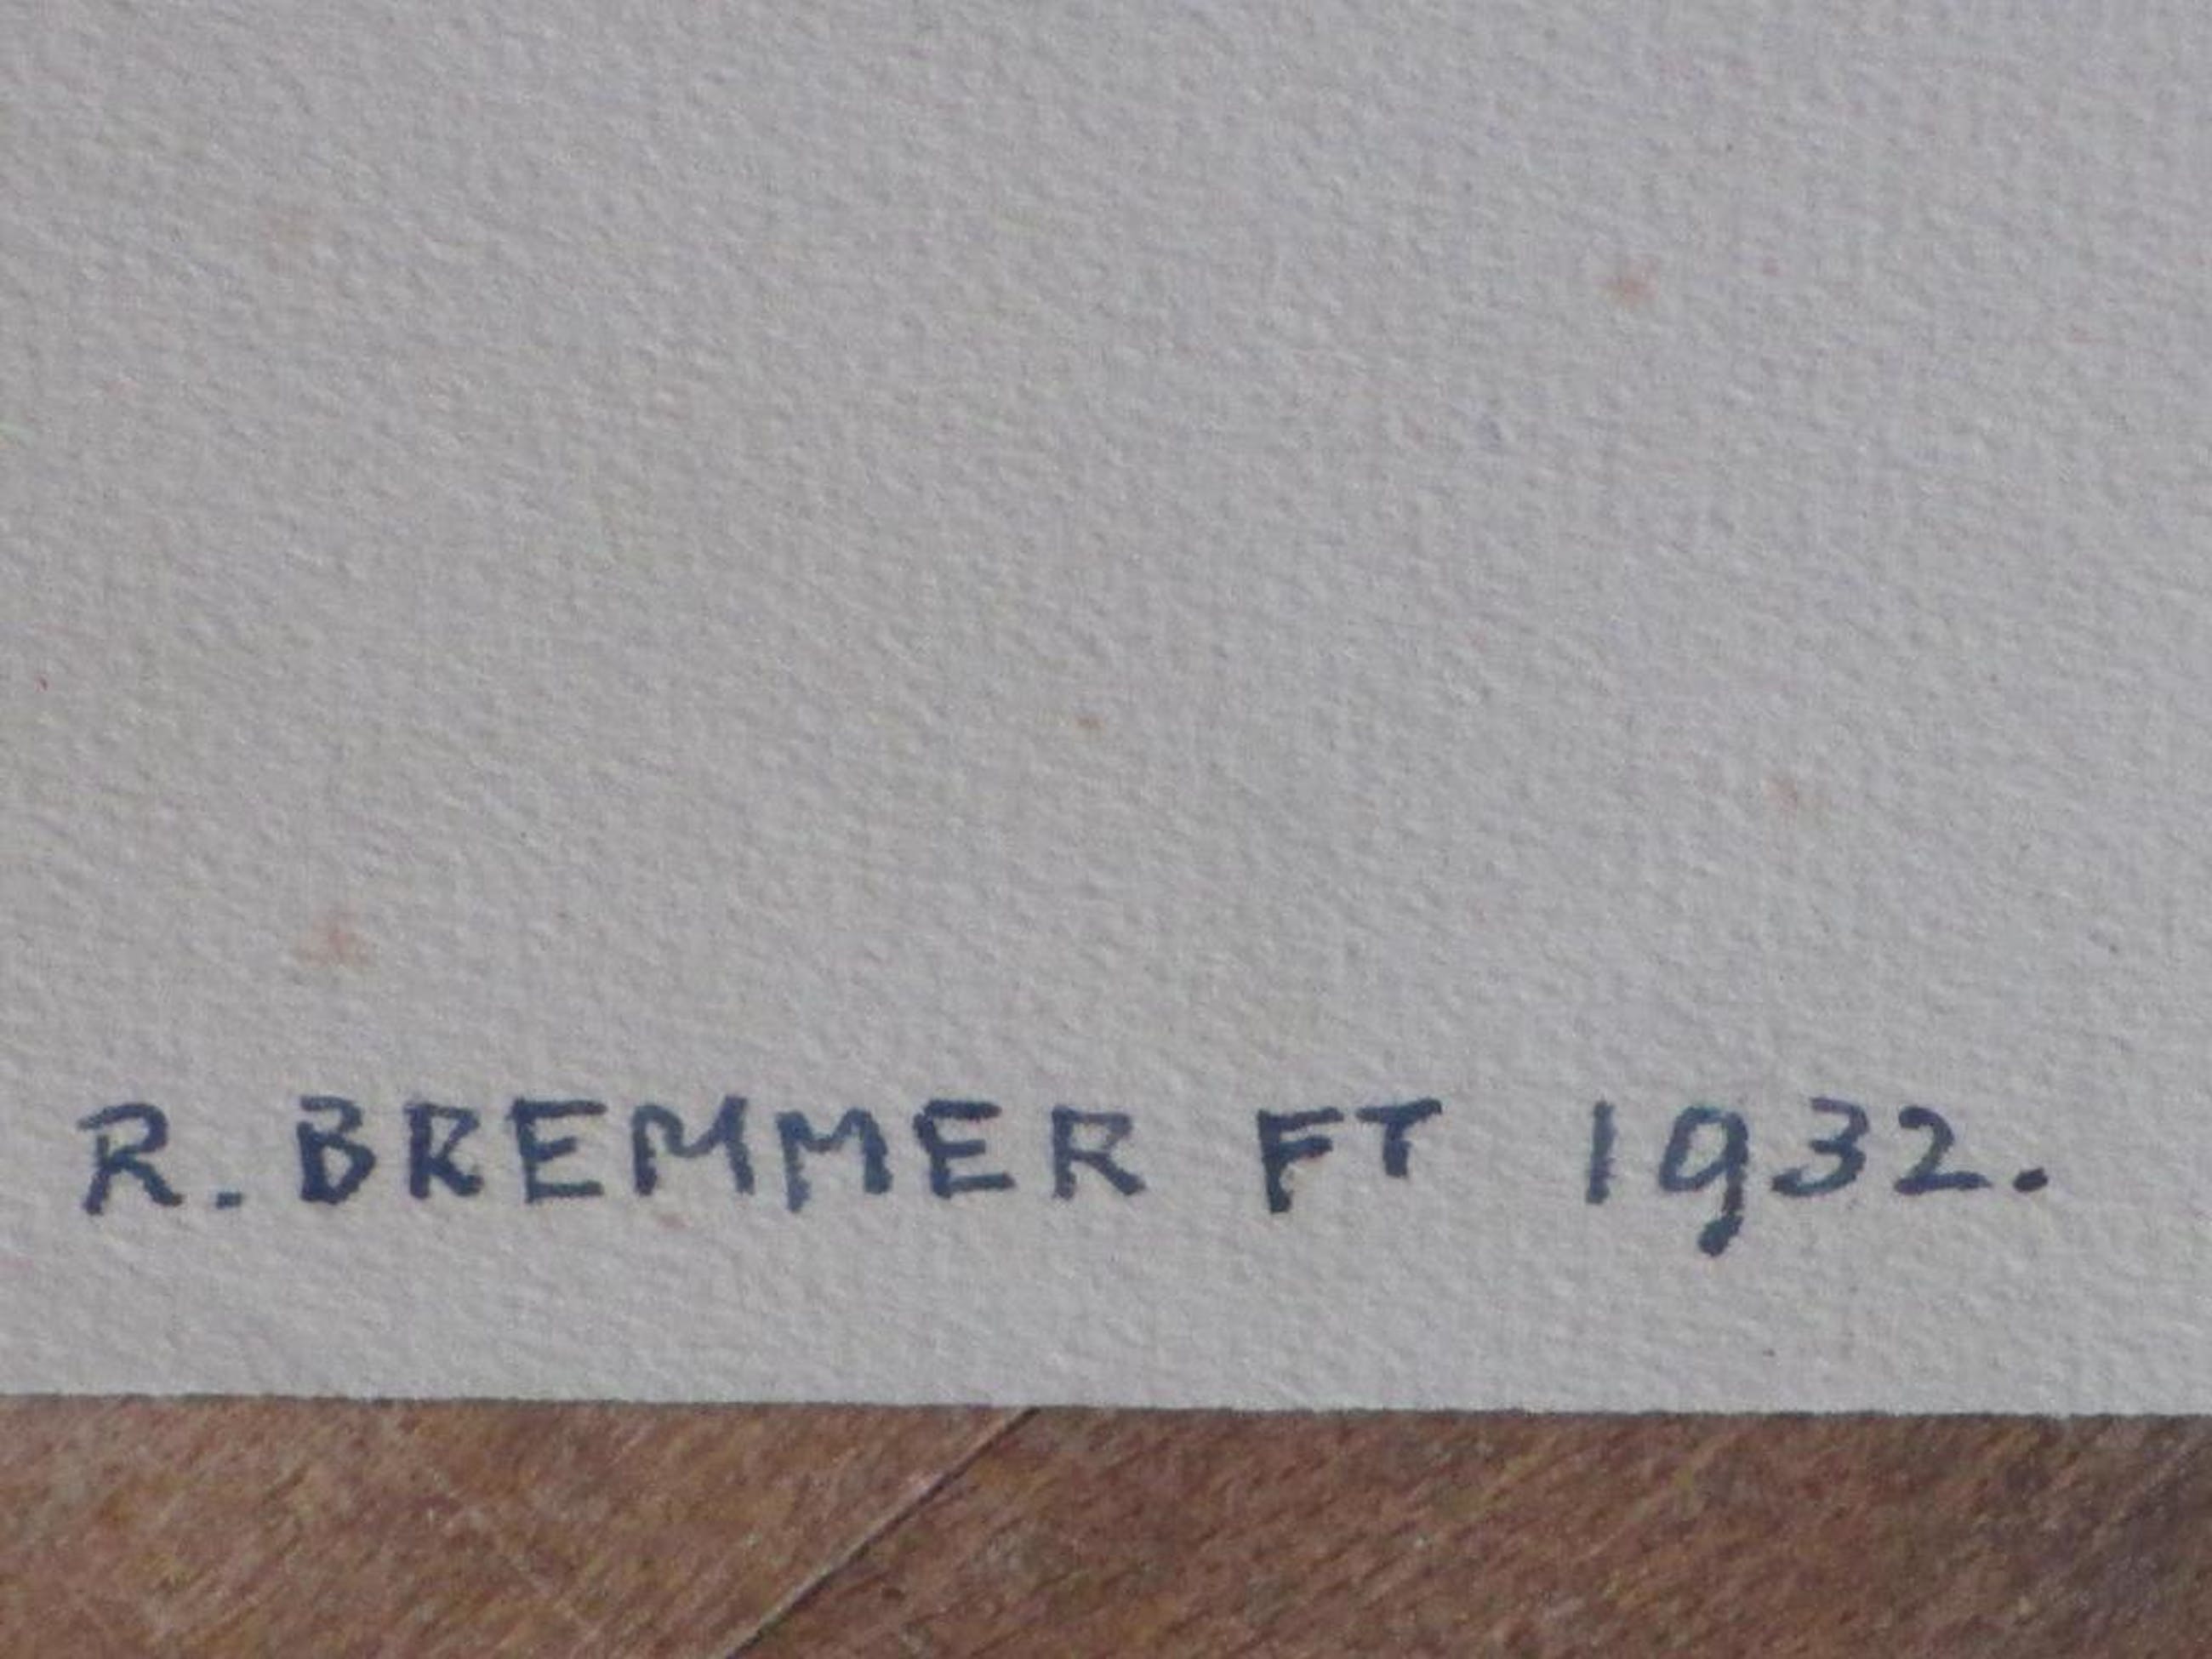 R. BREMMER FT 1932.